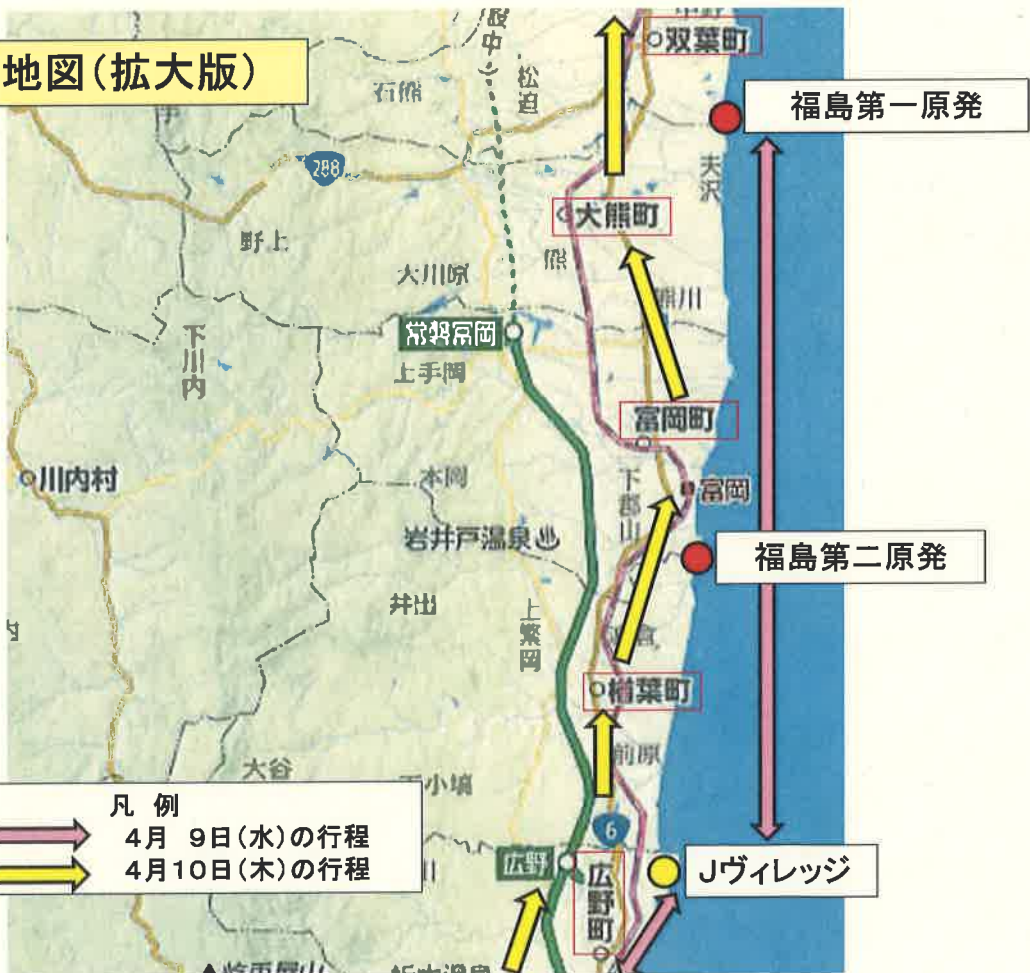 地図(拡大版)
双葉町
石熊
松迫
福島第一原発
288
夫沢
大熊町
野上
熊
大川原
熊川
常磐富岡
下川内
上手岡
富岡町
川内村
本岡
下郡山
富岡
岩井戸温泉
福島第二原発
井出
上繁岡
楢葉町
前原
大谷
小塙
凡 例
4月 9日(水)の行程
4月10日(木)の行程
6
広野
広野町
Jヴィレッジ